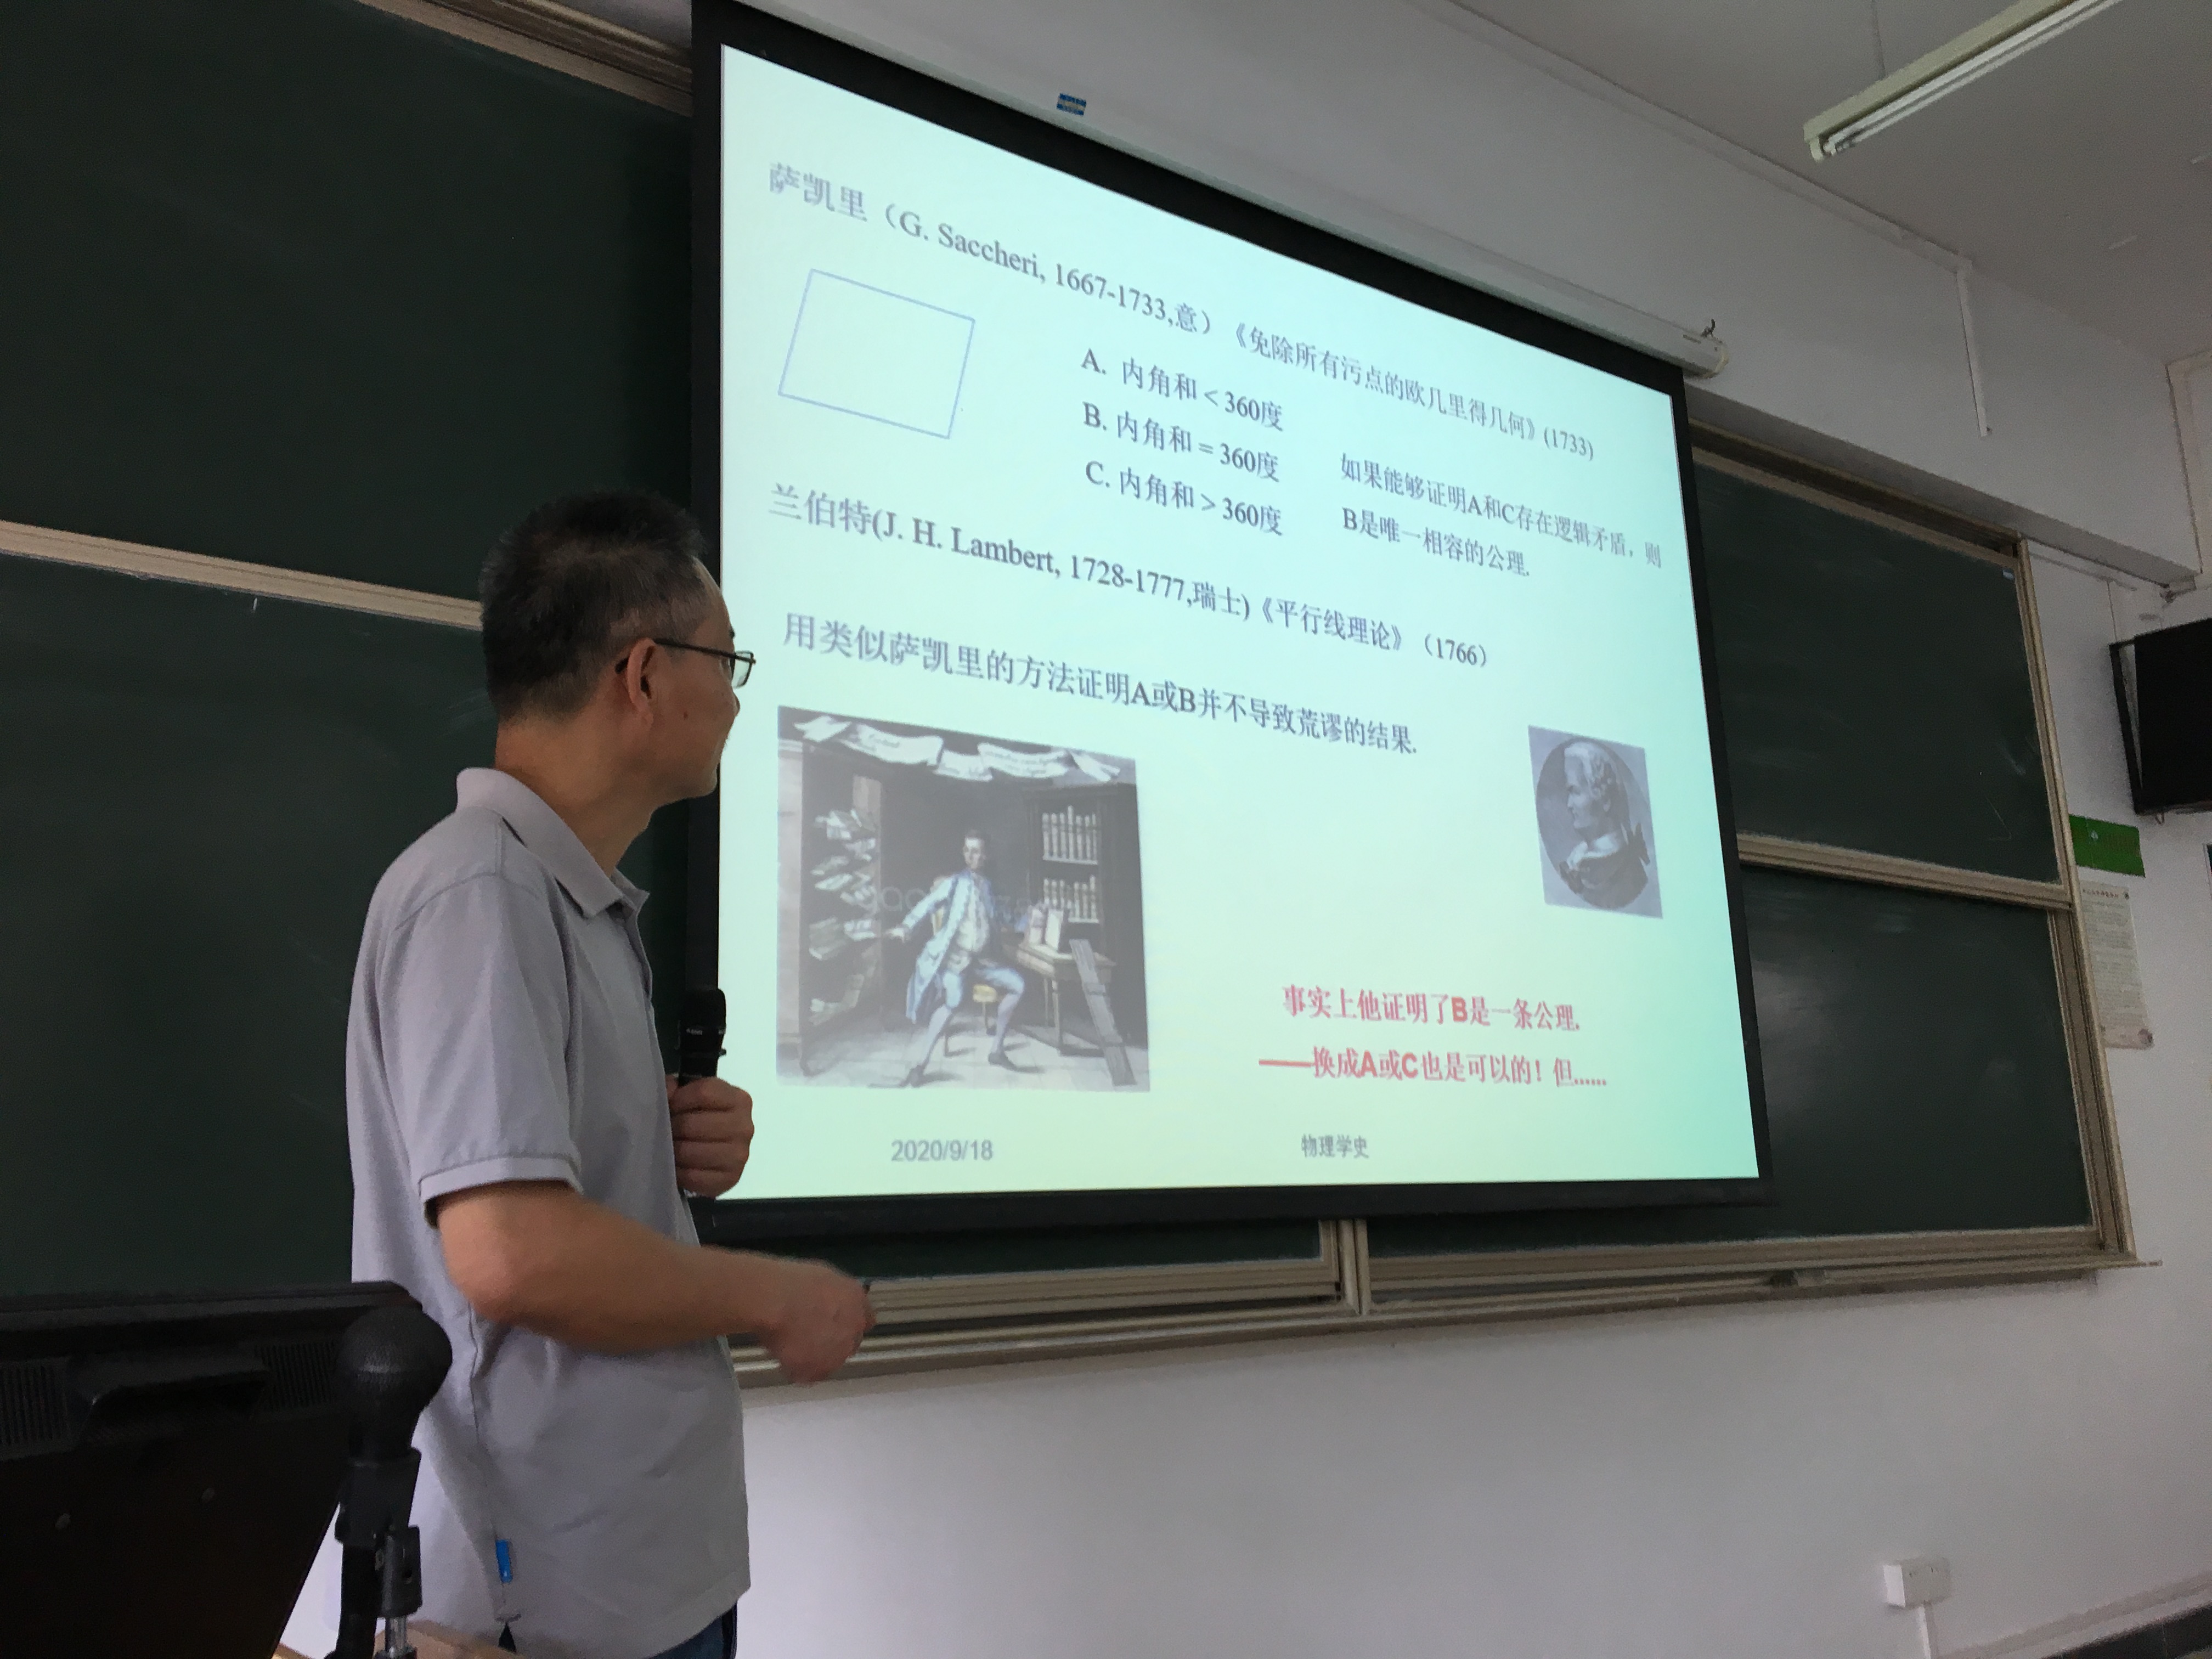 萨凯里（G. Saccheri, 1667-1733,意）《免除所有污点的欧几里得几何》(1733)
A. 内角和＜360度
B. 内角和＝360度
C. 内角和＞360度
如果能够证明A和C存在逻辑矛盾，则
B是唯一相容的公理.
兰伯特(J. H. Lambert, 1728-1777,瑞士)《平行线理论》（1766）
用类似萨凯里的方法证明A或B并不导致荒谬的结果.
事实上他证明了B是一条公理.
——换成A或C也是可以的！但......
2020/9/18
物理学史